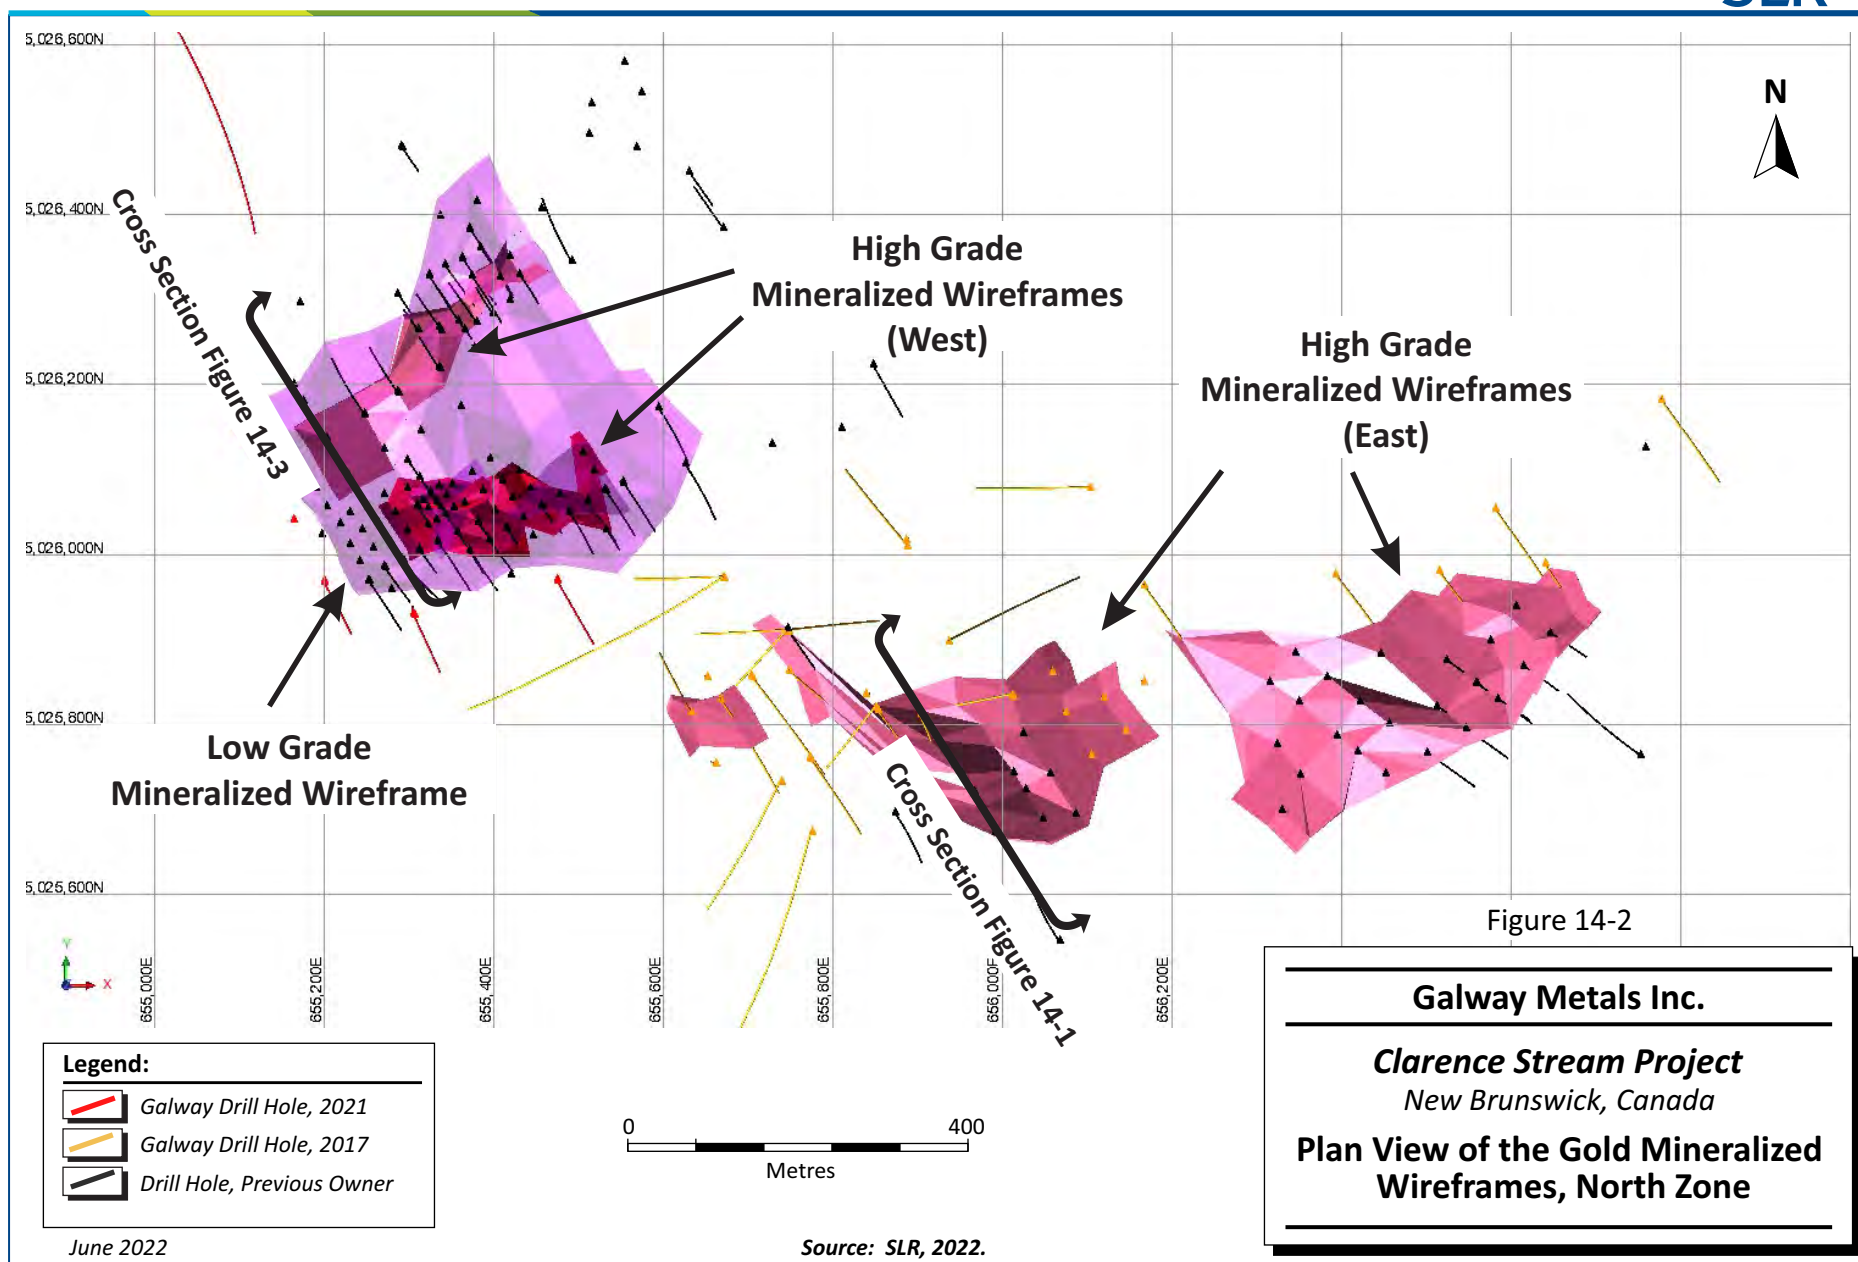 SLR
5,026,600N
N
5,026,400N
Cross Section Figure 14-3
High Grade
Mineralized Wireframes
(West)
High Grade
Mineralized Wireframes
(East)
5,026,200N
5,026,000N
5,025,800N
Low Grade
Mineralized Wireframe
Cross Section Figure 14-1
5,025,600N
Figure 14-2
Y
X
655,000E
655,200E
655,400E
655,600E
655,800E
656,000E
656,200E
Galway Metals Inc.
Clarence Stream Project
New Brunswick, Canada
Plan View of the Gold Mineralized
Wireframes, North Zone
Legend:
Galway Drill Hole, 2021
Galway Drill Hole, 2017
Drill Hole, Previous Owner
0 400
Metres
June 2022
Source: SLR, 2022.